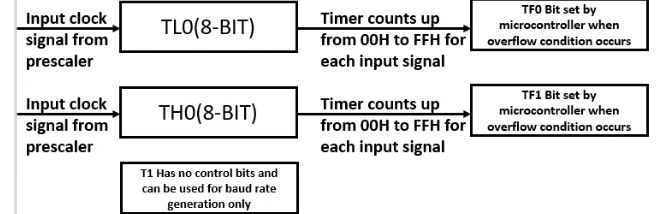 Input clock
signal from
prescaler
TL0(8-BIT)
Timer counts up
from 00H to FFH for
each input signal
TF0 Bit set by
microcontroller when
overflow condition occurs
Input clock
signal from
prescaler
TH0(8-BIT)
Timer counts up
from 00H to FFH for
each input signal
TF1 Bit set by
microcontroller when
overflow condition occurs
T1 Has no control bits and
can be used for baud rate
generation only